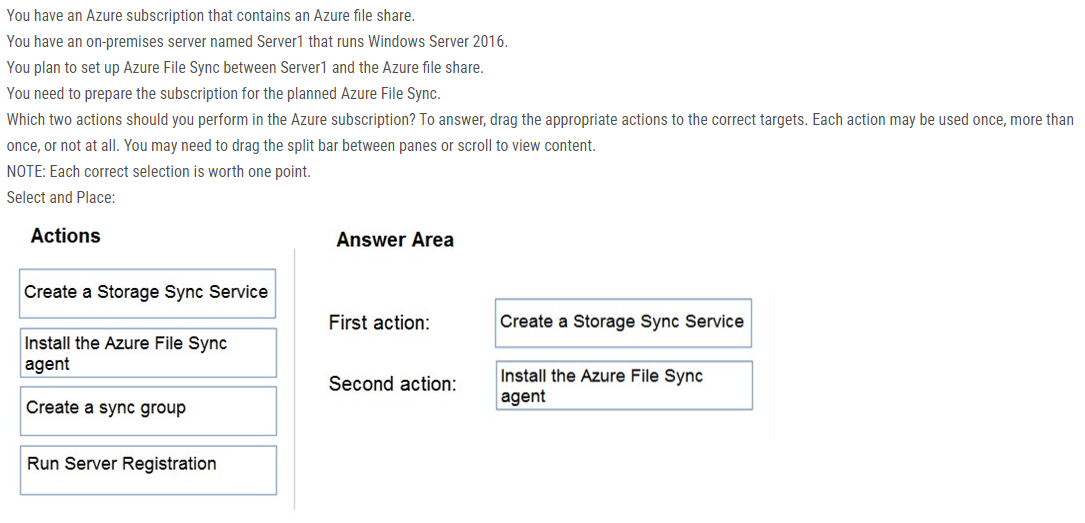 You have an Azure subscription that contains an Azure file share.
You have an on-premises server named Server1 that runs Windows Server 2016.
You plan to set up Azure File Sync between Server1 and the Azure file share.
You need to prepare the subscription for the planned Azure File Sync.
Which two actions should you perform in the Azure subscription? To answer, drag the appropriate actions to the correct targets. Each action may be used once, more than
once, or not at all. You may need to drag the split bar between panes or scroll to view content.
NOTE: Each correct selection is worth one point.
Select and Place:
Actions
Create a Storage Sync Service
Install the Azure File Sync
agent
Create a sync group
Run Server Registration
Answer Area
First action:
Create a Storage Sync Service
Second action:
Install the Azure File Sync
agent